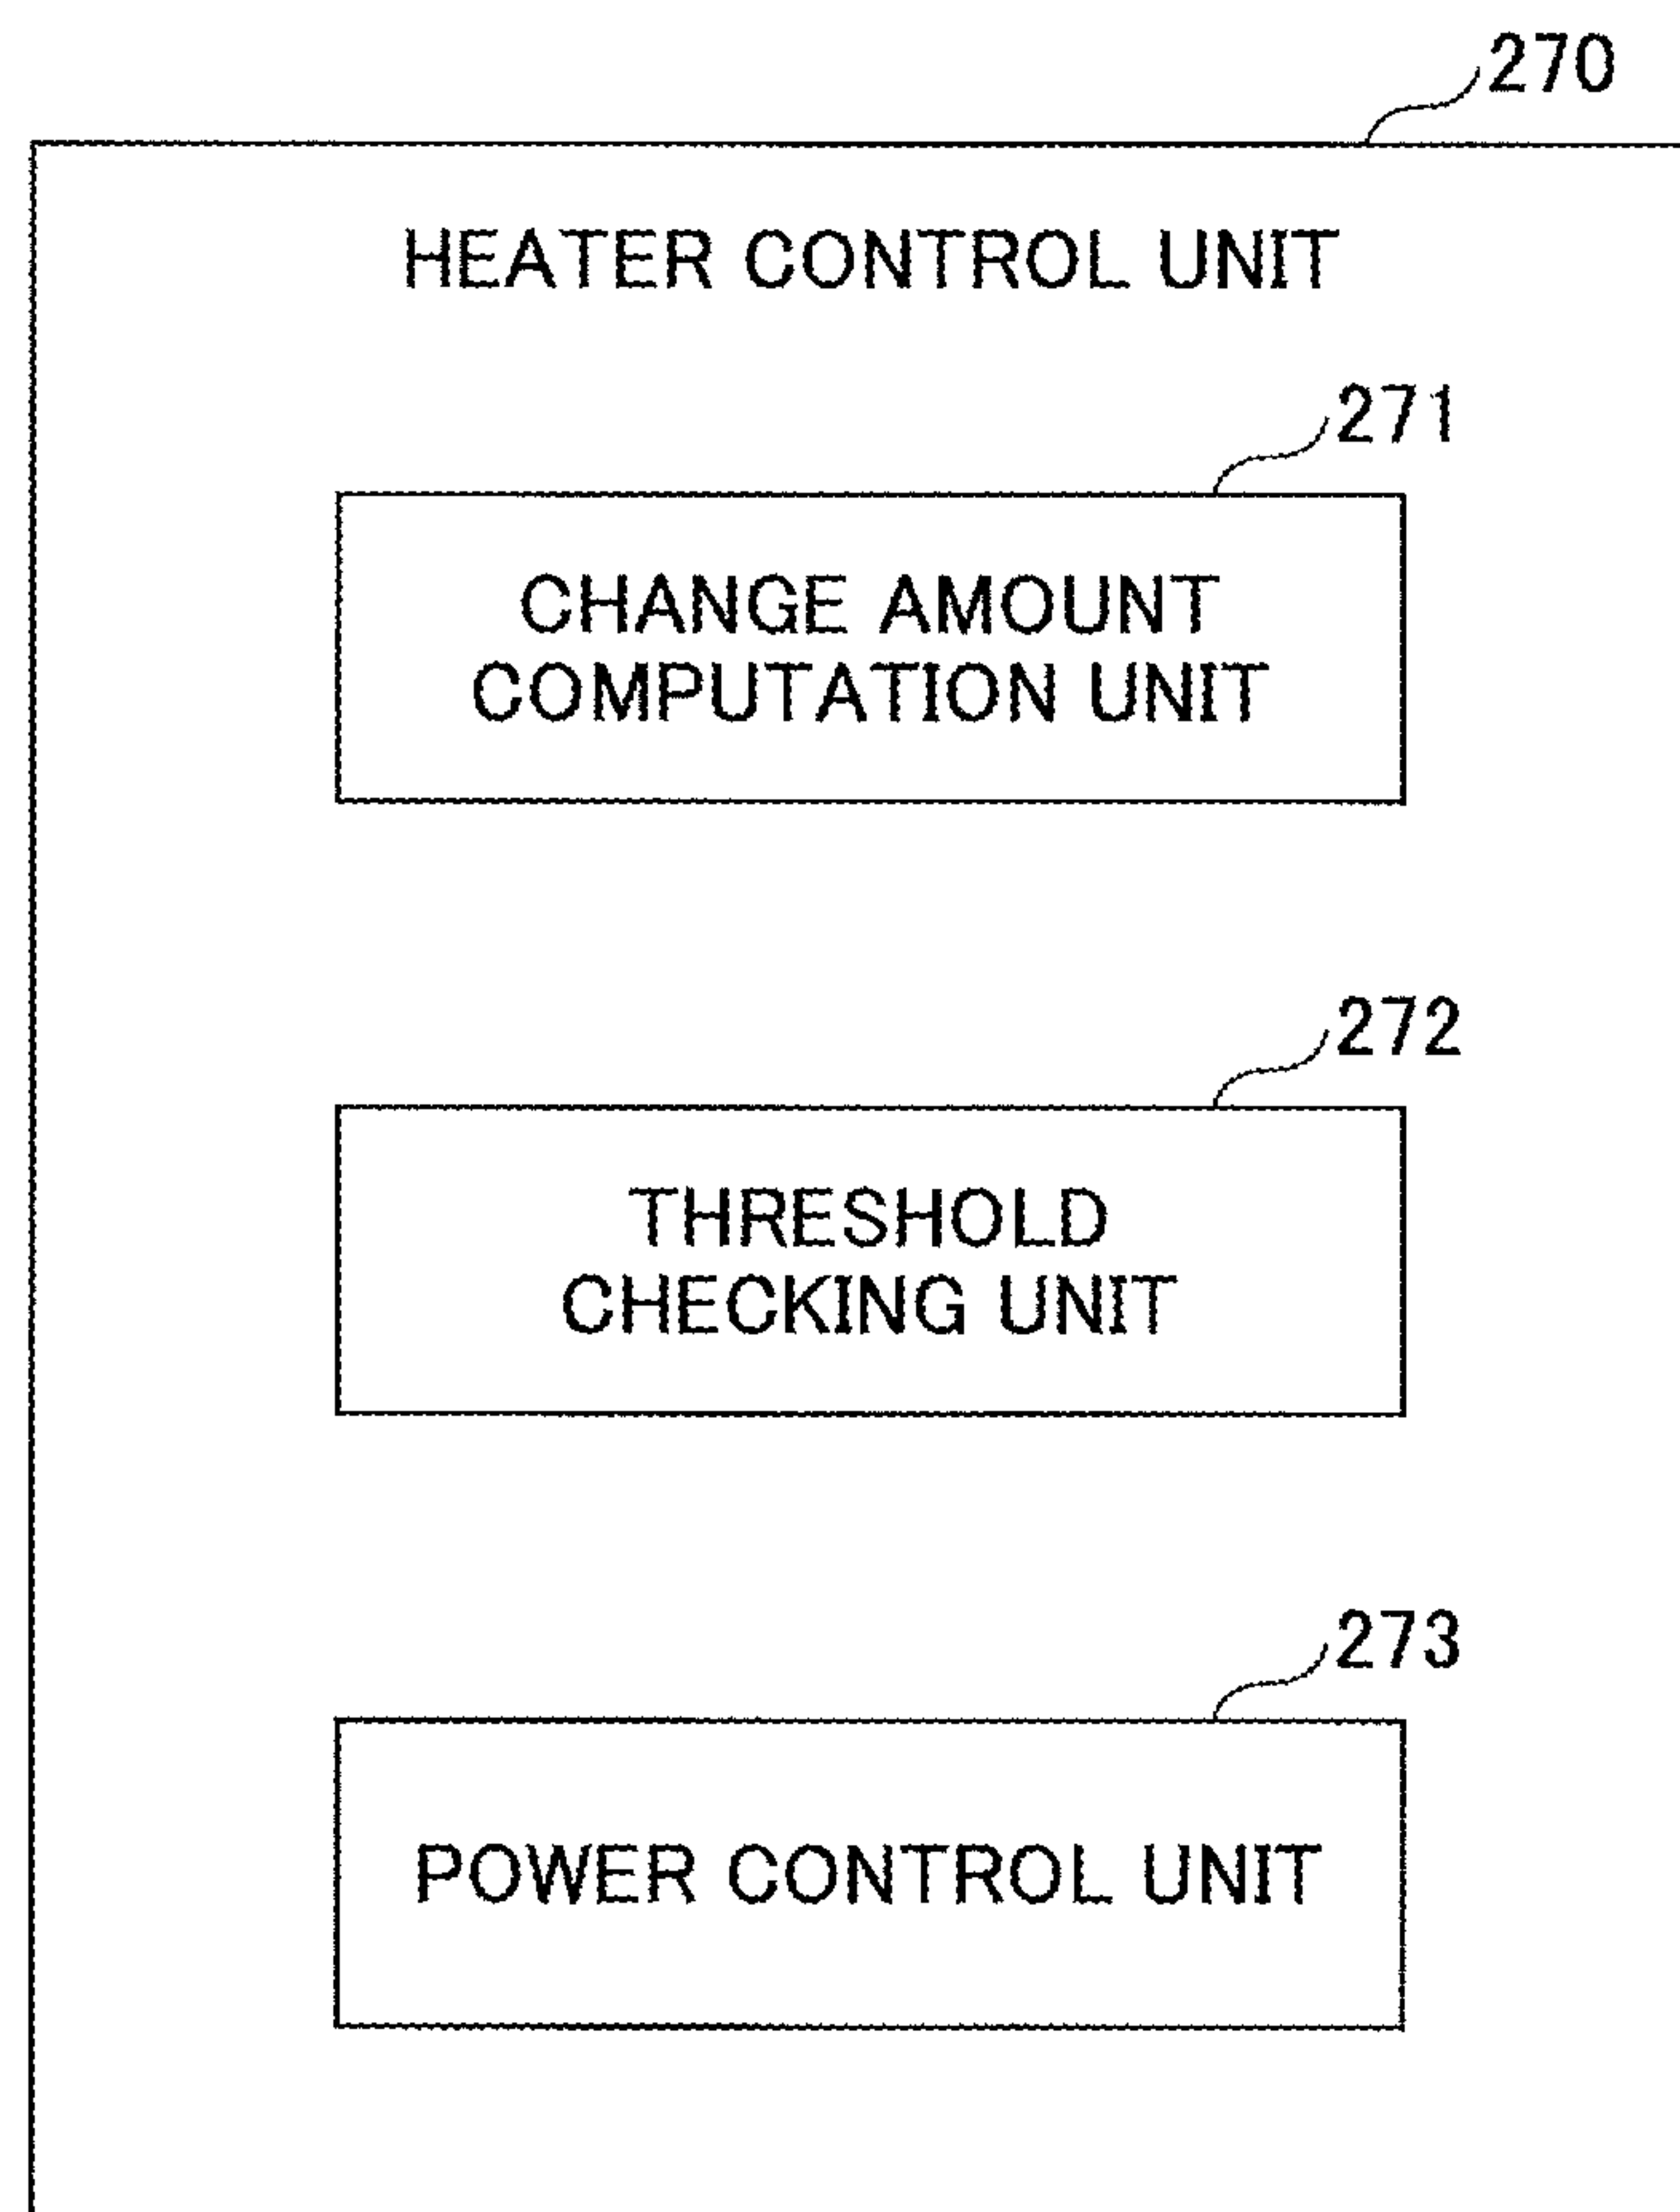 270
HEATER CONTROL UNIT
271
CHANGE AMOUNT
COMPUTATION UNIT
272
THRESHOLD
CHECKING UNIT
273
POWER CONTROL UNIT